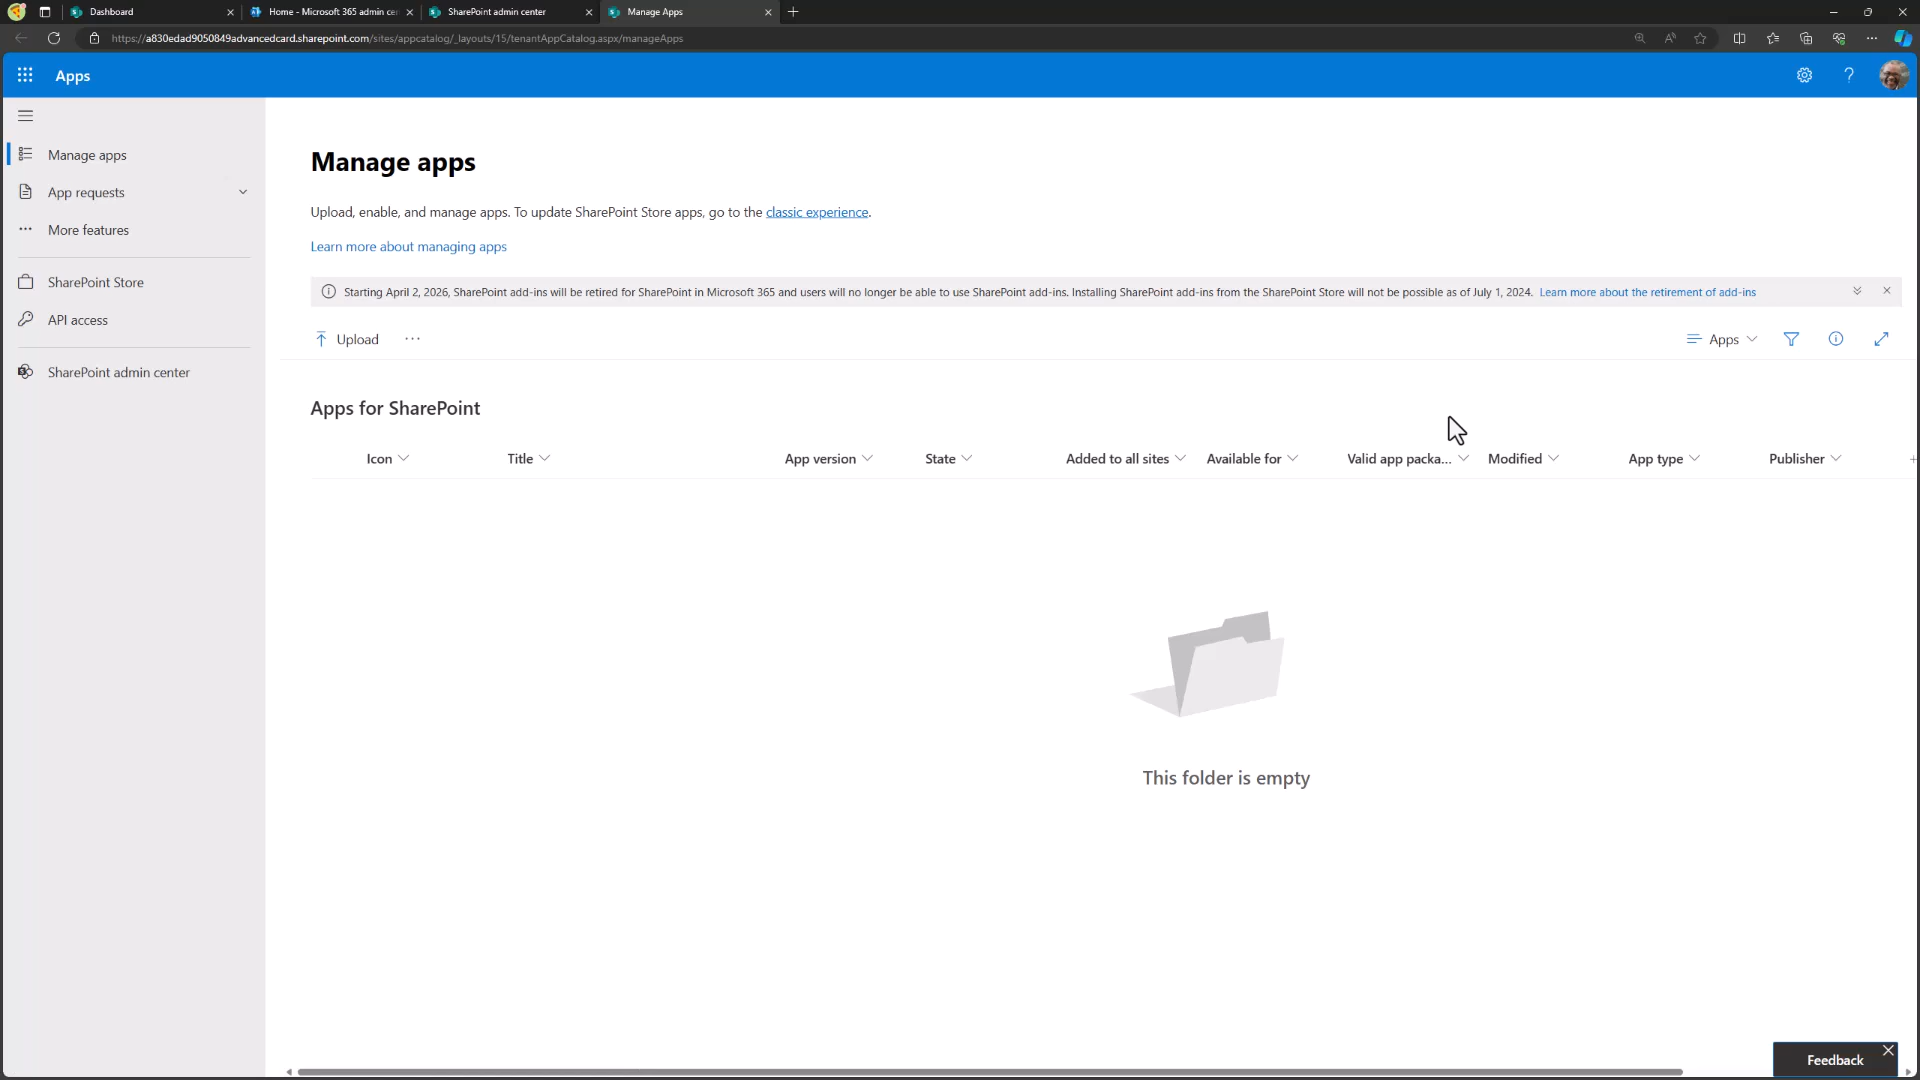 Dashboard
Home - Microsoft 365 admin cer
SharePoint admin center
Manage Apps
https://a830edad9050849advancedcard.sharepoint.com/sites/appcatalog/_layouts/15/tenantAppCatalog.aspx/manageApps
Apps
Manage apps
App requests
More features
SharePoint Store
API access
SharePoint admin center
Manage apps
Upload, enable, and manage apps. To update SharePoint Store apps, go to the classic experience.
Learn more about managing apps
Starting April 2, 2026, SharePoint add-ins will be retired for SharePoint in Microsoft 365 and users will no longer be able to use SharePoint add-ins. Installing SharePoint add-ins from the SharePoint Store will not be possible as of July 1, 2024. Learn more about the retirement of add-ins
Upload
Apps
Apps for SharePoint
Icon Title App version State Added to all sites Available for Valid app packa... Modified App type Publisher
This folder is empty
Feedback